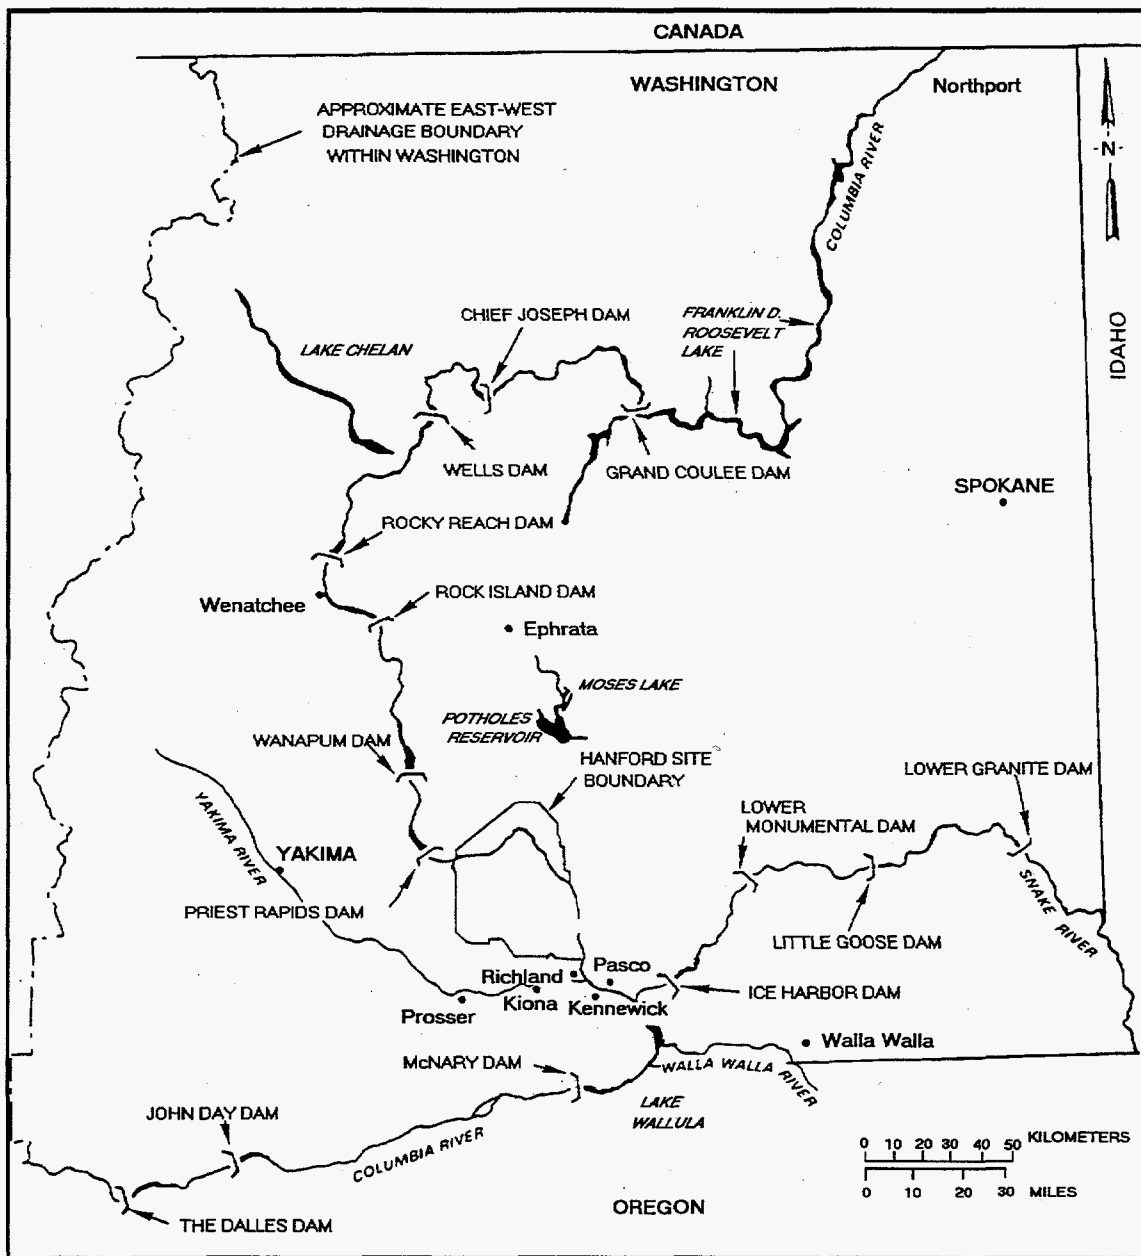 CANADA
WASHINGTON
Northport
APPROXIMATE EAST-WEST
DRAINAGE BOUNDARY
WITHIN WASHINGTON
-N-
COLUMBIA RIVER
IDAHO
CHIEF JOSEPH DAM
FRANKLIN D.
ROOSEVELT
LAKE
LAKE CHELAN
WELLS DAM
GRAND COULEE DAM
SPOKANE
ROCKY REACH DAM
Wenatchee
ROCK ISLAND DAM
Ephrata
MOSES LAKE
POTHOLES
RESERVOIR
WANAPUM DAM
HANFORD SITE
BOUNDARY
LOWER GRANITE DAM
LOWER
MONUMENTAL DAM
YAKIMA RIVER
YAKIMA
PRIEST RAPIDS DAM
SNAKE RIVER
LITTLE GOOSE DAM
Richland
Pasco
Kiona
Kennewick
ICE HARBOR DAM
Prosser
Walla Walla
McNARY DAM
WALLA WALLA RIVER
LAKE
WALLULA
JOHN DAY DAM
COLUMBIA RIVER
0 10 20 30 40 50 KILOMETERS
0 10 20 30 MILES
OREGON
THE DALLES DAM